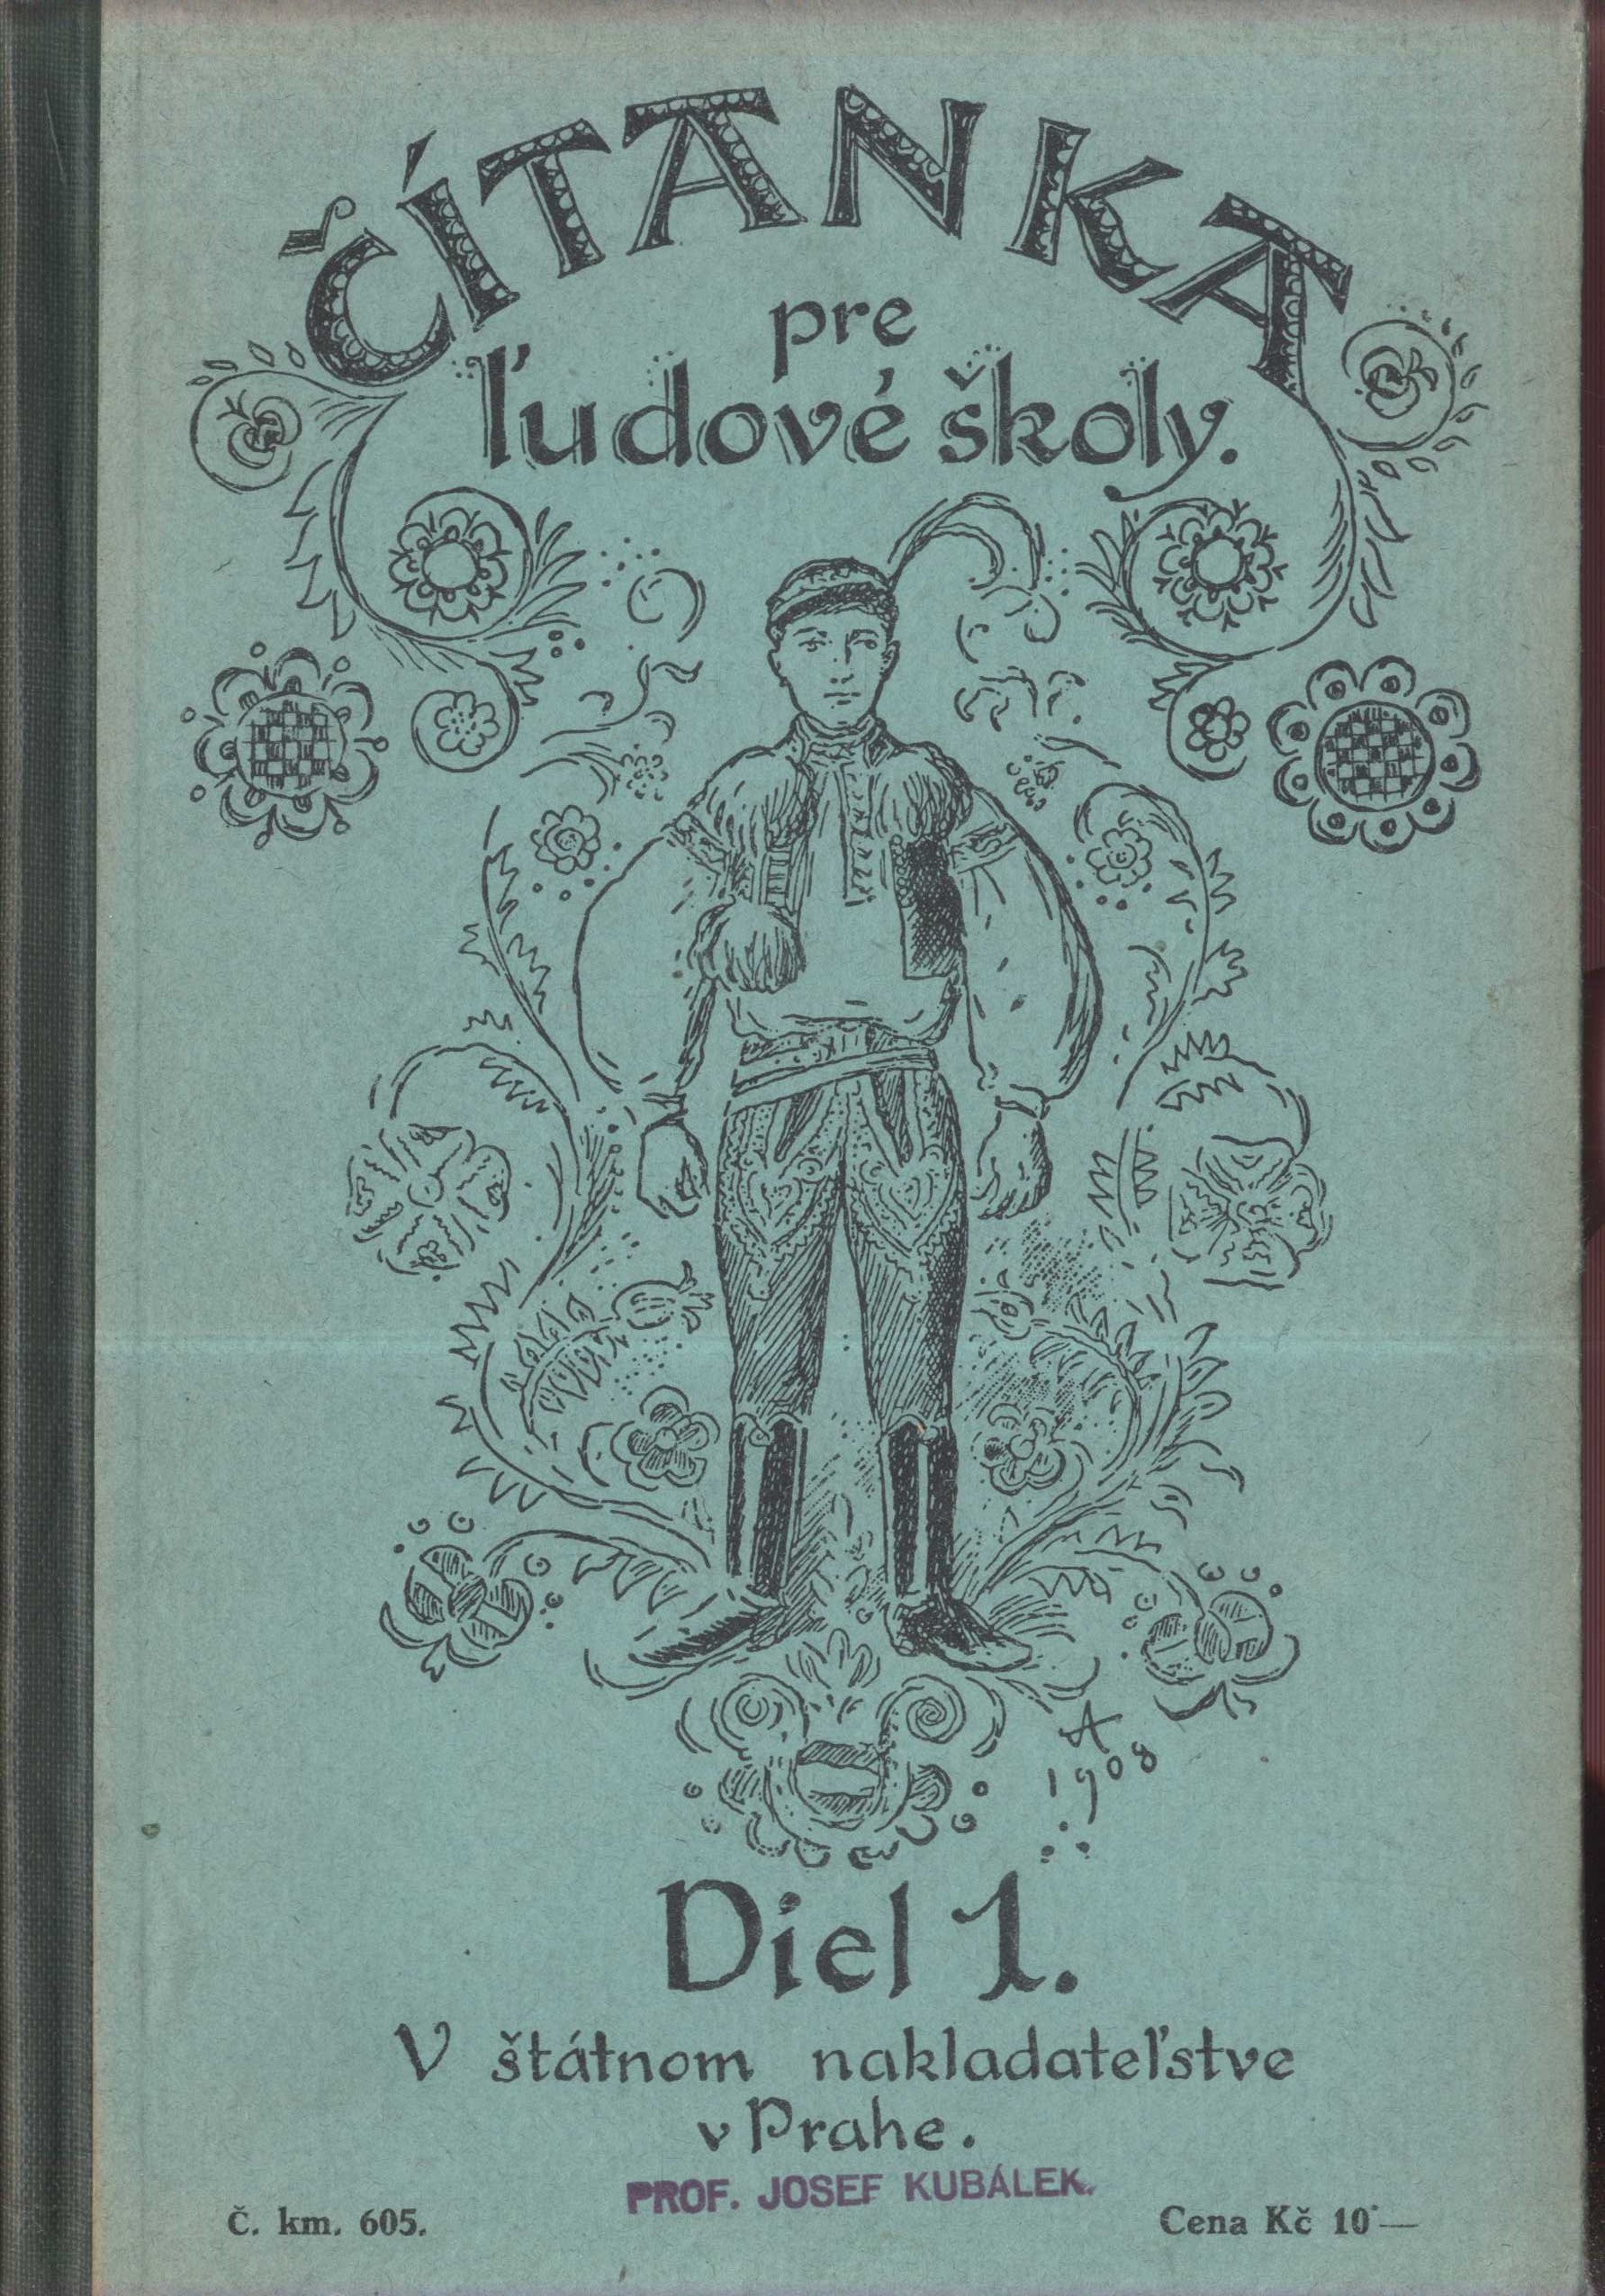 ČÍTANKA
pre
ľudové školy.
A
1908
Diel 1.
V štátnom nakladateľstve
v Prahe.
PROF. JOSEF KUBÁLEK.
Č. km. 605. Cena Kč 10·—